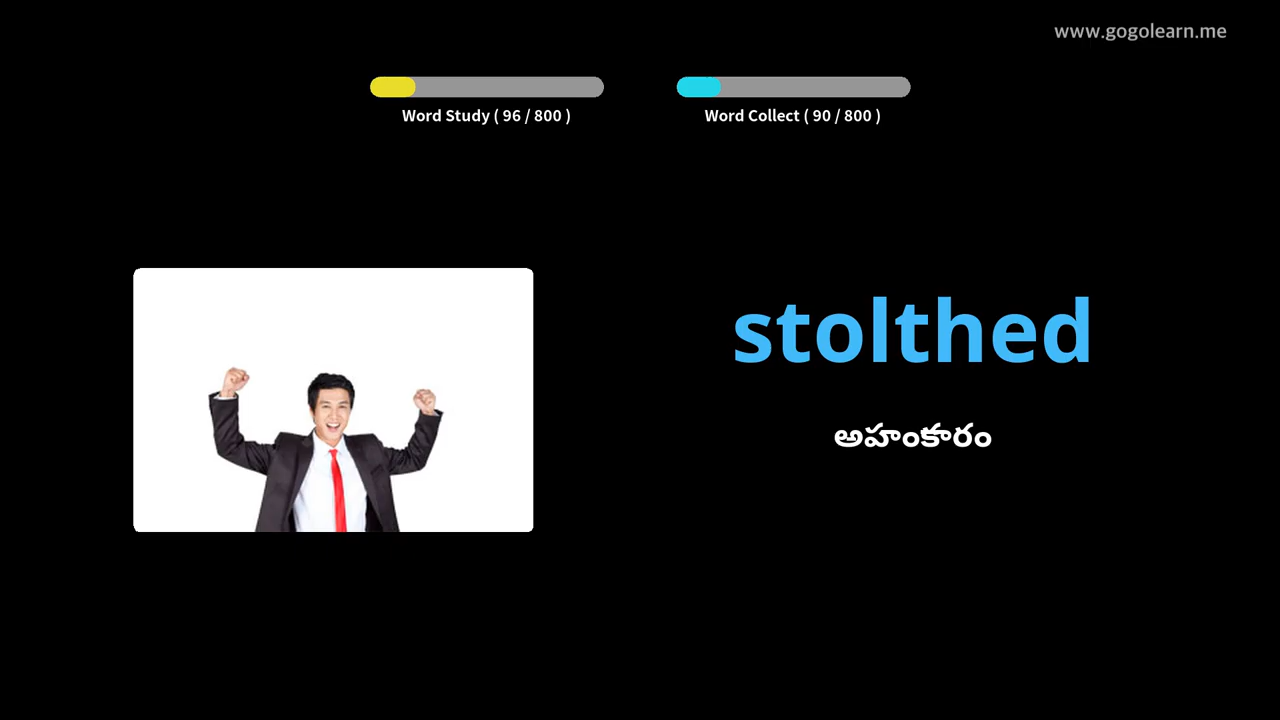 www.gogolearn.me
Word Study ( 96 / 800 )
Word Collect ( 90 / 800 )
stolthed
అహంకారం